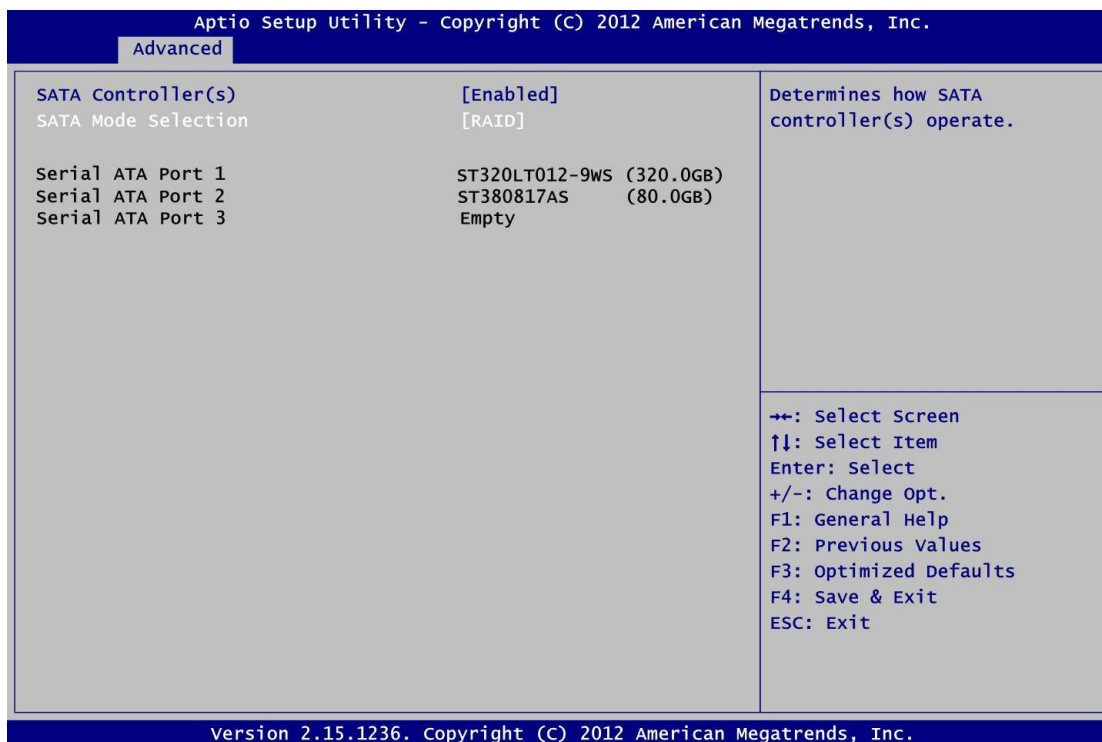 Aptio Setup Utility - Copyright (C) 2012 American Megatrends, Inc.
Advanced
SATA Controller(s) [Enabled]
SATA Mode Selection [RAID]
Serial ATA Port 1 ST320LT012-9WS (320.0GB)
Serial ATA Port 2 ST380817AS (80.0GB)
Serial ATA Port 3 Empty
Determines how SATA
controller(s) operate.
→←: Select Screen
↑↓: Select Item
Enter: Select
+/-: Change Opt.
F1: General Help
F2: Previous Values
F3: Optimized Defaults
F4: Save & Exit
ESC: Exit
Version 2.15.1236. Copyright (C) 2012 American Megatrends, Inc.